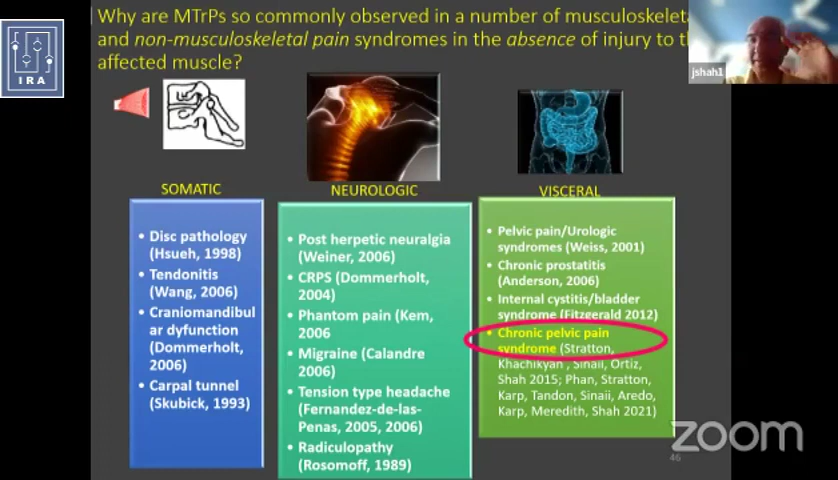 Why are MTrPs so commonly observed in a number of
and non-musculoskeletal pain syndromes in the absence of injury to
affected muscle?
IRA
jshah1
SOMATIC
• Disc pathology
(Hsueh, 1998)
• Tendonitis
(Wang, 2006)
• Craniomandibul
ar dyfunction
(Dommerholt,
2006)
• Carpal tunnel
(Skubick, 1993)
NEUROLOGIC
• Post herpetic neuralgia
(Weiner, 2006)
• CRPS (Dommerholt,
2004)
• Phantom pain (Kem,
2006
• Migraine (Calandre
2006)
• Tension type headache
(Fernandez-de-las-
Penas, 2005, 2006)
• Radiculopathy
(Rosomoff, 1989)
VISCERAL
• Pelvic pain/Urologic
syndromes (Weiss, 2001)
• Chronic prostatitis
(Anderson, 2006)
• Internal cystitis/bladder
syndrome (Fitzgerald 2012)
• Chronic pelvic pain
syndrome (Stratton,
Khachikyan , Sinaii, Ortiz,
Shah 2015; Phan, Stratton,
Karp, Tandon, Sinaii, Aredo,
Karp, Meredith, Shah 2021)
zoom
46